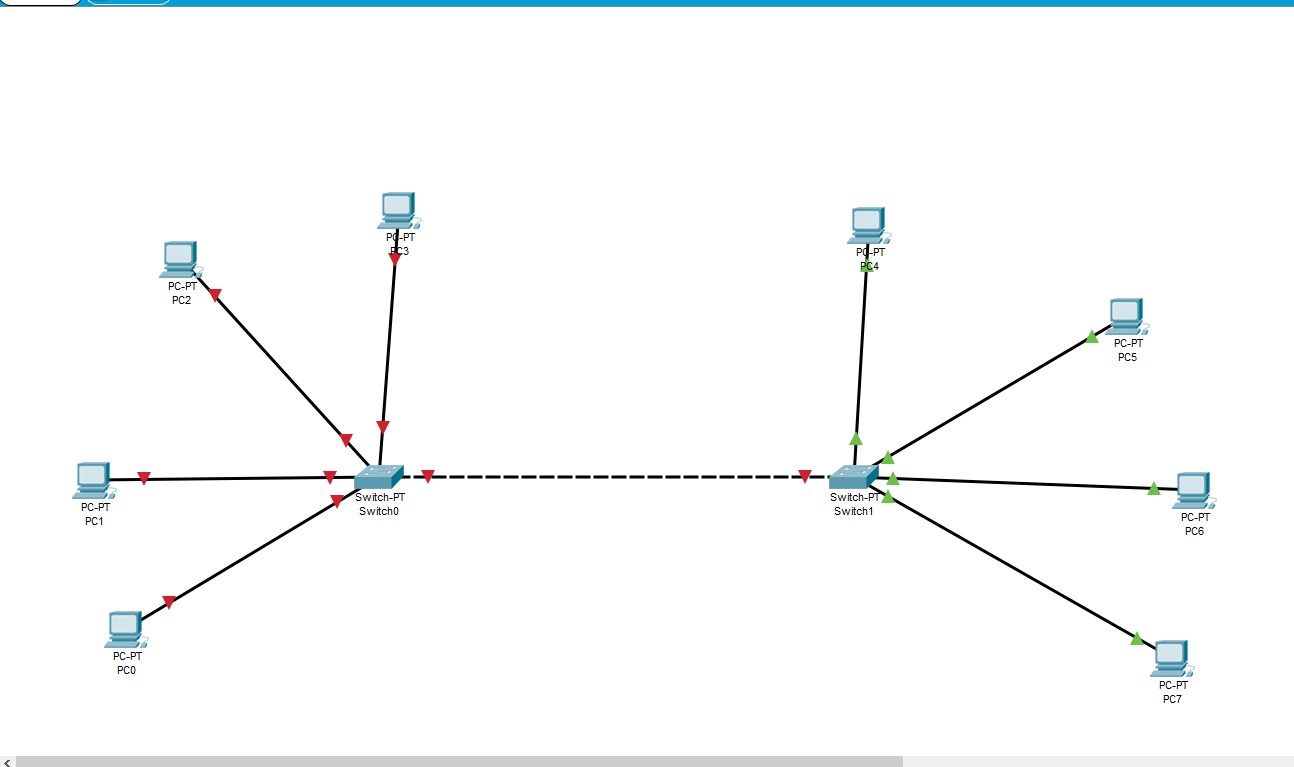 PC-PT
PC3
PC-PT
PC4
PC-PT
PC2
PC-PT
PC5
PC-PT
PC1
Switch-PT
Switch0
Switch-PT
Switch1
PC-PT
PC6
PC-PT
PC0
PC-PT
PC7